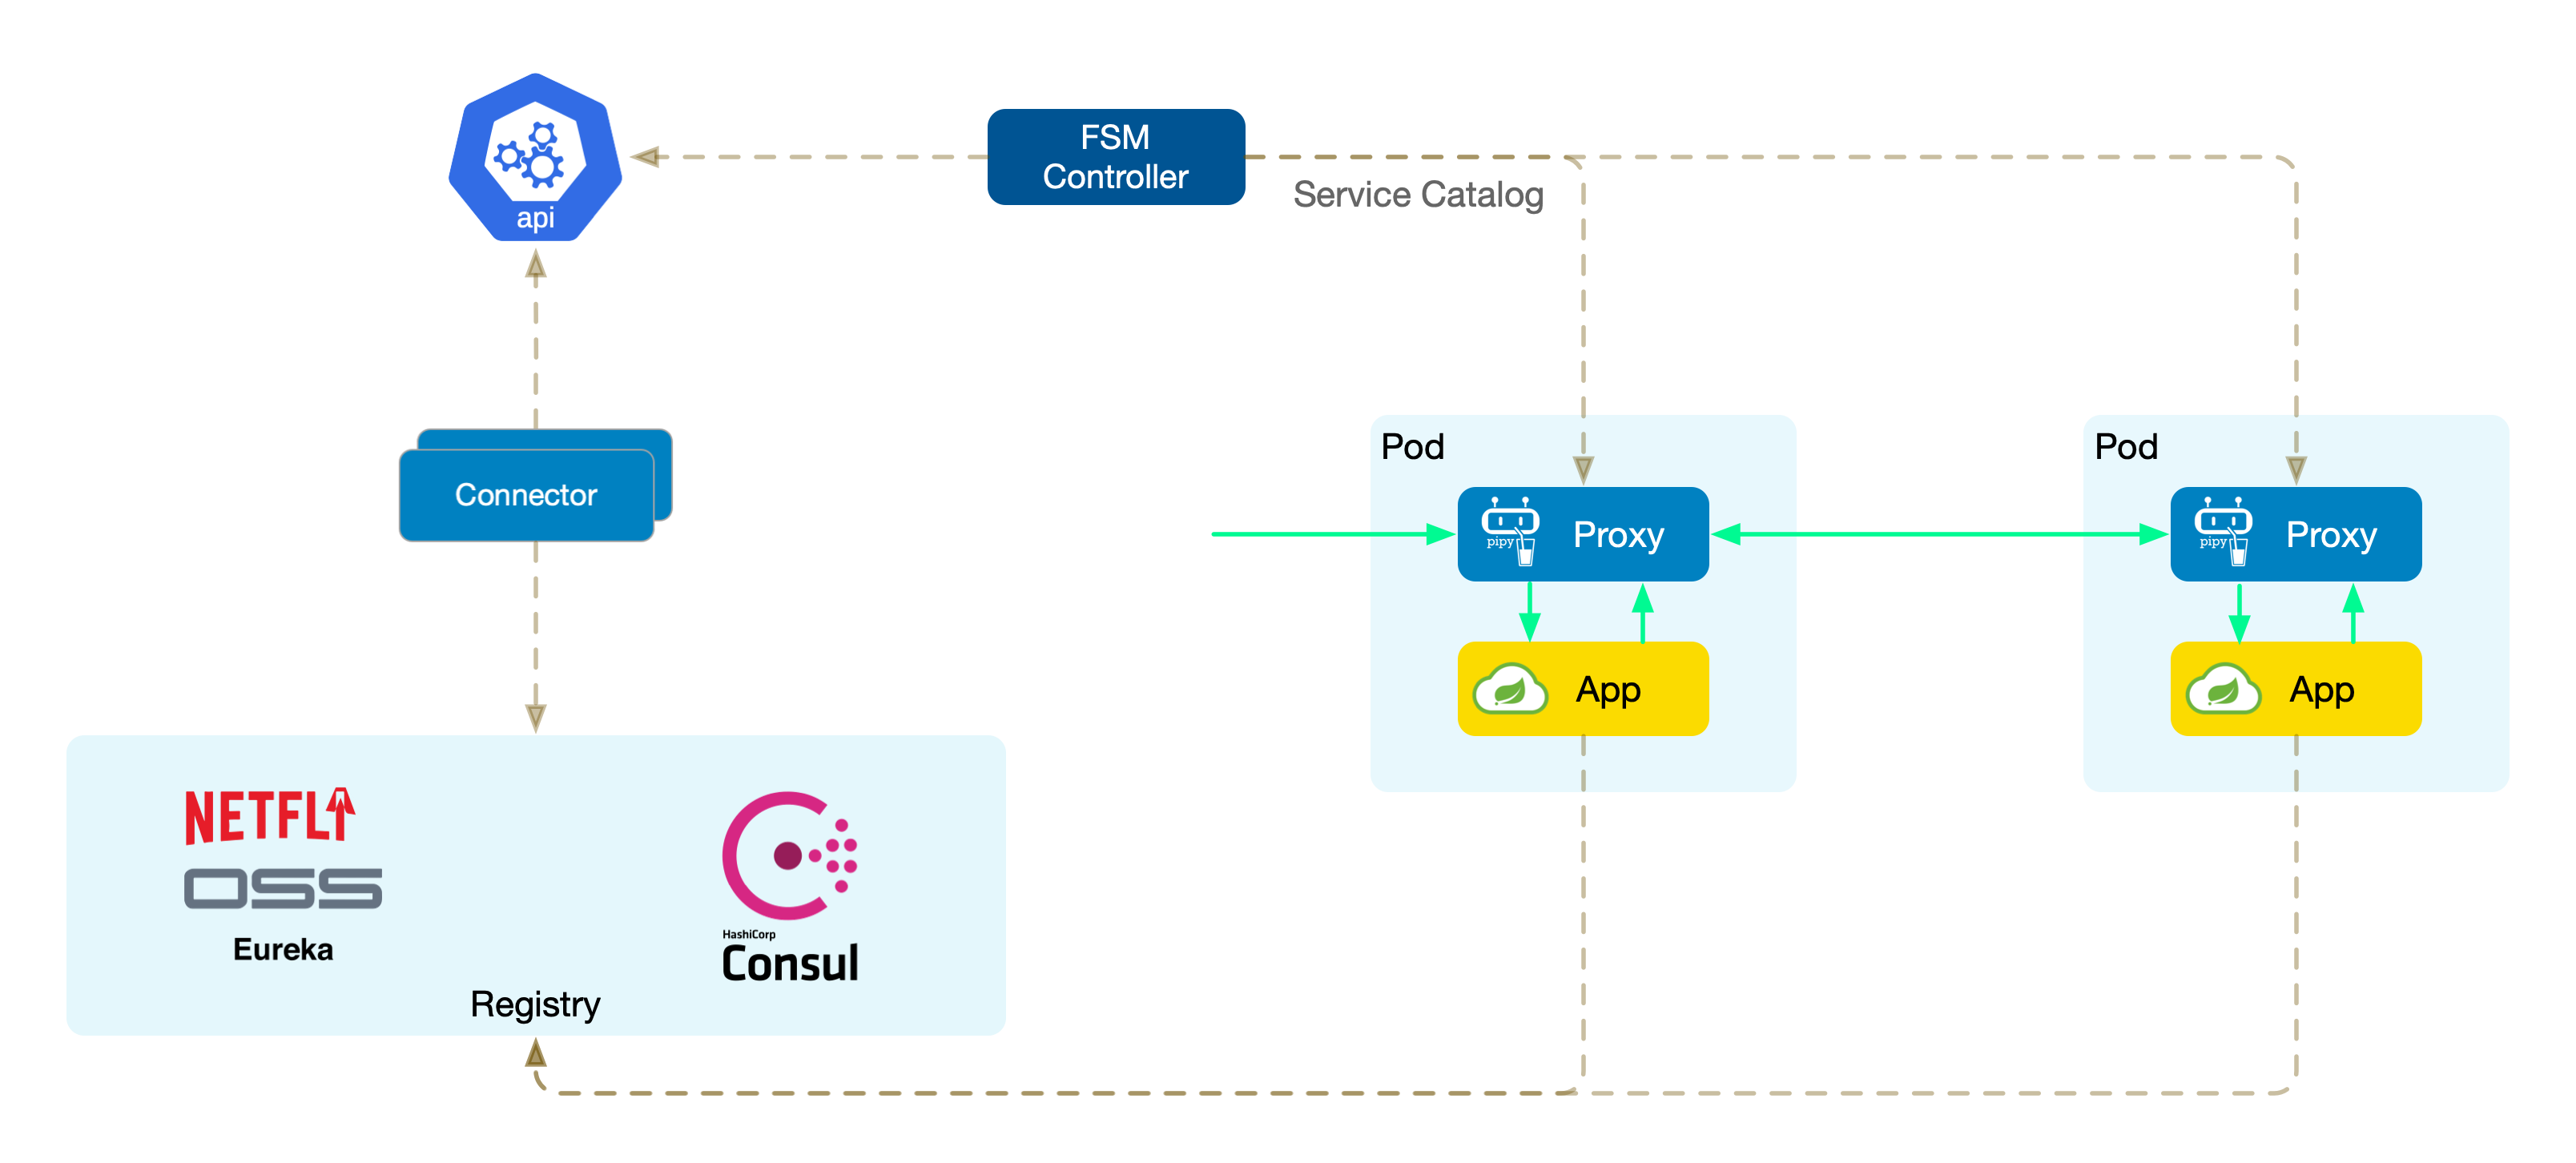 api
FSM
Controller
Service Catalog
Connector
Pod
pipy
Proxy
App
Pod
pipy
Proxy
App
NETFLI
OSS
Eureka
HashiCorp
Consul
Registry